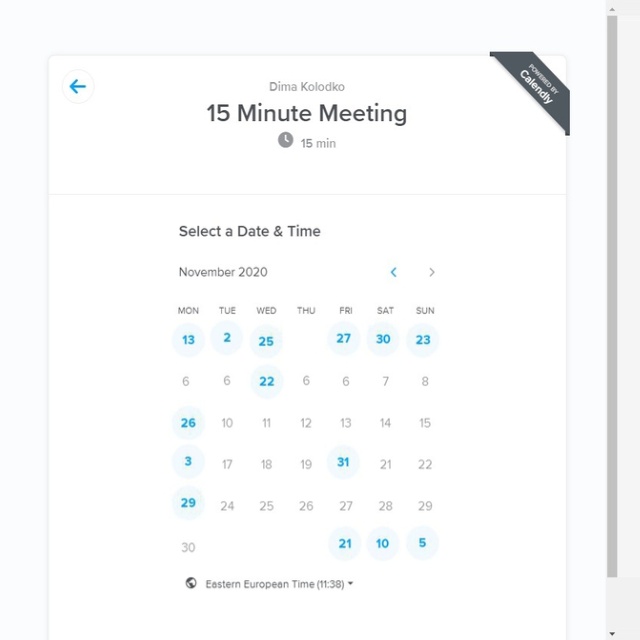 POWERED BY
Calendly
Dima Kolodko
15 Minute Meeting
15 min
Select a Date & Time
November 2020
MON TUE WED THU FRI SAT SUN
13 2 25 27 30 23
6 6 22 6 6 7 8
26 10 11 12 13 14 15
3 17 18 19 31 21 22
29 24 25 26 27 28 29
30 21 10 5
Eastern European Time (11:38)